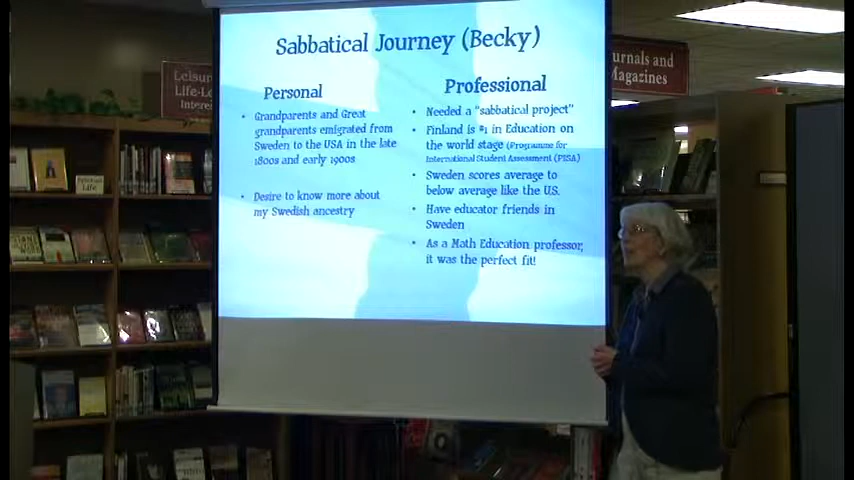 Sabbatical Journey (Becky)
Personal
• Grandparents and Great
grandparents emigrated from
Sweden to the USA in the late
1800s and early 1900s
• Desire to know more about
my Swedish ancestry
Professional
• Needed a "sabbatical project"
• Finland is #1 in Education on
the world stage (Programme for
International Student Assessment (PISA)
• Sweden scores average to
below average like the U.S.
• Have educator friends in
Sweden
• As a Math Education professor,
it was the perfect fit!
Leisure
Life-L
Interes
urnals and
Magazines